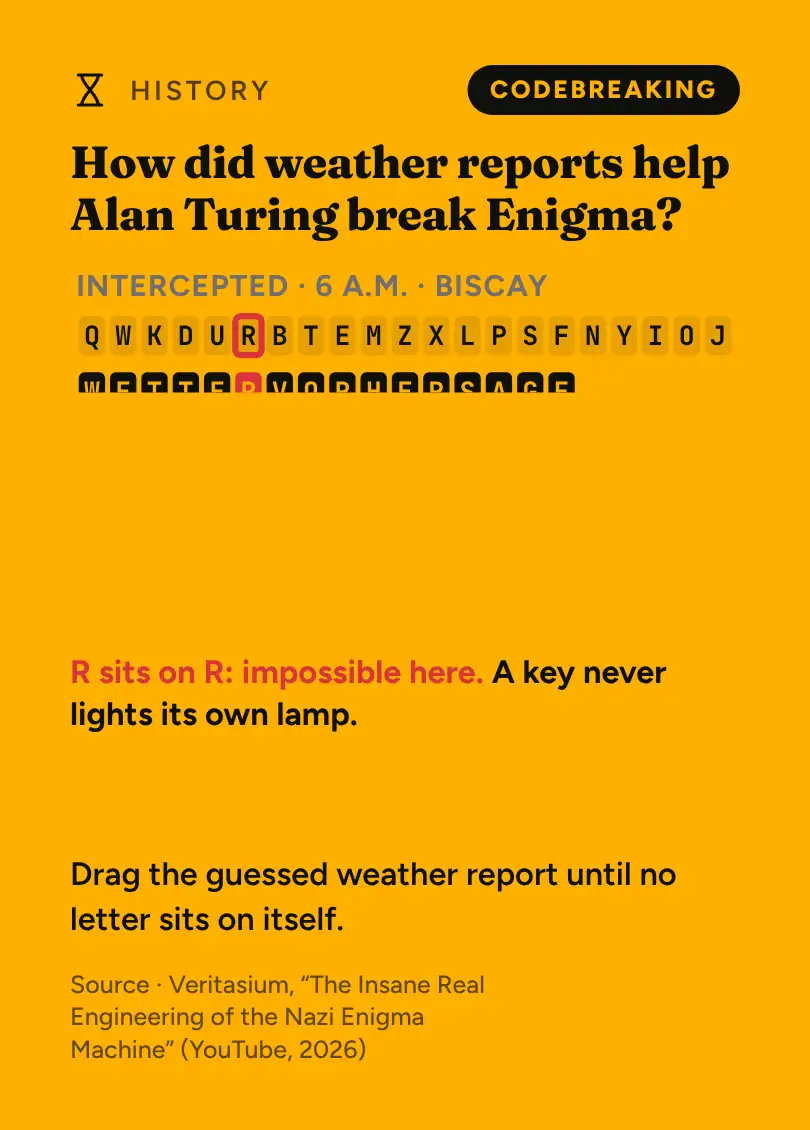 HISTORY
CODEBREAKING
How did weather reports help
Alan Turing break Enigma?
INTERCEPTED · 6 A.M. · BISCAY
Q W K D U R B T E M Z X L P S F N Y I O J
W E T T E R V O R H E R S A G E
R sits on R: impossible here. A key never
lights its own lamp.
Drag the guessed weather report until no
letter sits on itself.
Source · Veritasium, “The Insane Real
Engineering of the Nazi Enigma
Machine” (YouTube, 2026)